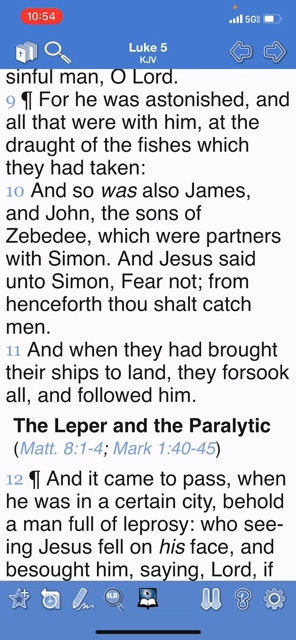 10:54
5G
Luke 5
KJV
sinful man, O Lord.
9 ¶ For he was astonished, and
all that were with him, at the
draught of the fishes which
they had taken:
10 And so was also James,
and John, the sons of
Zebedee, which were partners
with Simon. And Jesus said
unto Simon, Fear not; from
henceforth thou shalt catch
men.
11 And when they had brought
their ships to land, they forsook
all, and followed him.
The Leper and the Paralytic
(Matt. 8:1-4; Mark 1:40-45)
12 ¶ And it came to pass, when
he was in a certain city, behold
a man full of leprosy: who see-
ing Jesus fell on his face, and
besought him, saying, Lord, if
SLB